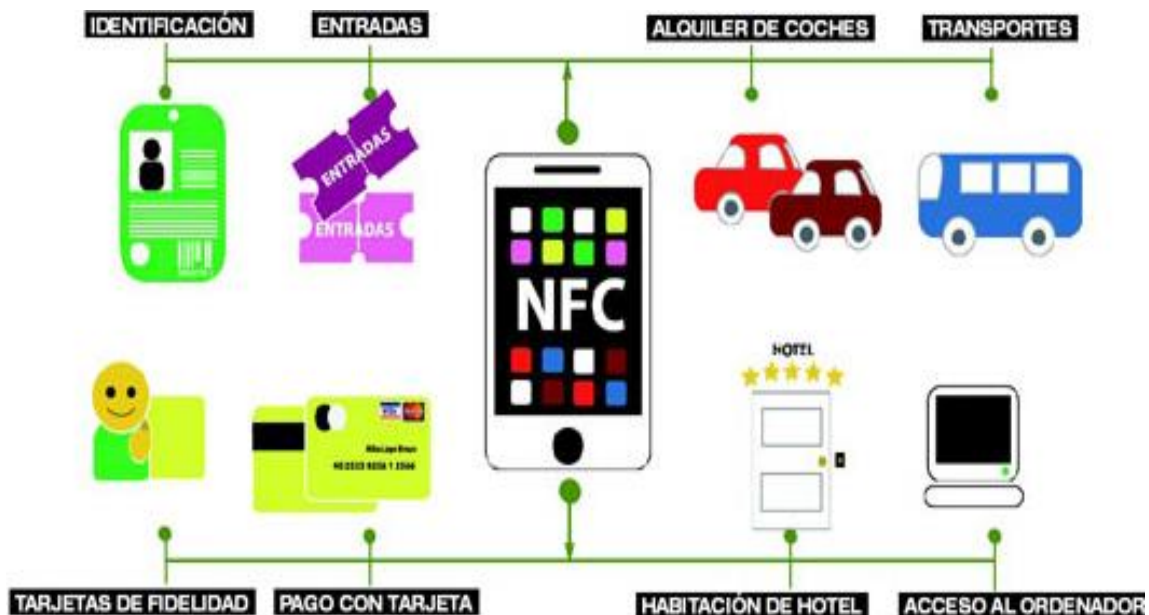 IDENTIFICACIÓN
ENTRADAS
ALQUILER DE COCHES
TRANSPORTES
ENTRADAS
ENTRADAS
NFC
HOTEL
VISA
TARJETAS DE FIDELIDAD
PAGO CON TARJETA
HABITACIÓN DE HOTEL
ACCESO AL ORDENADOR